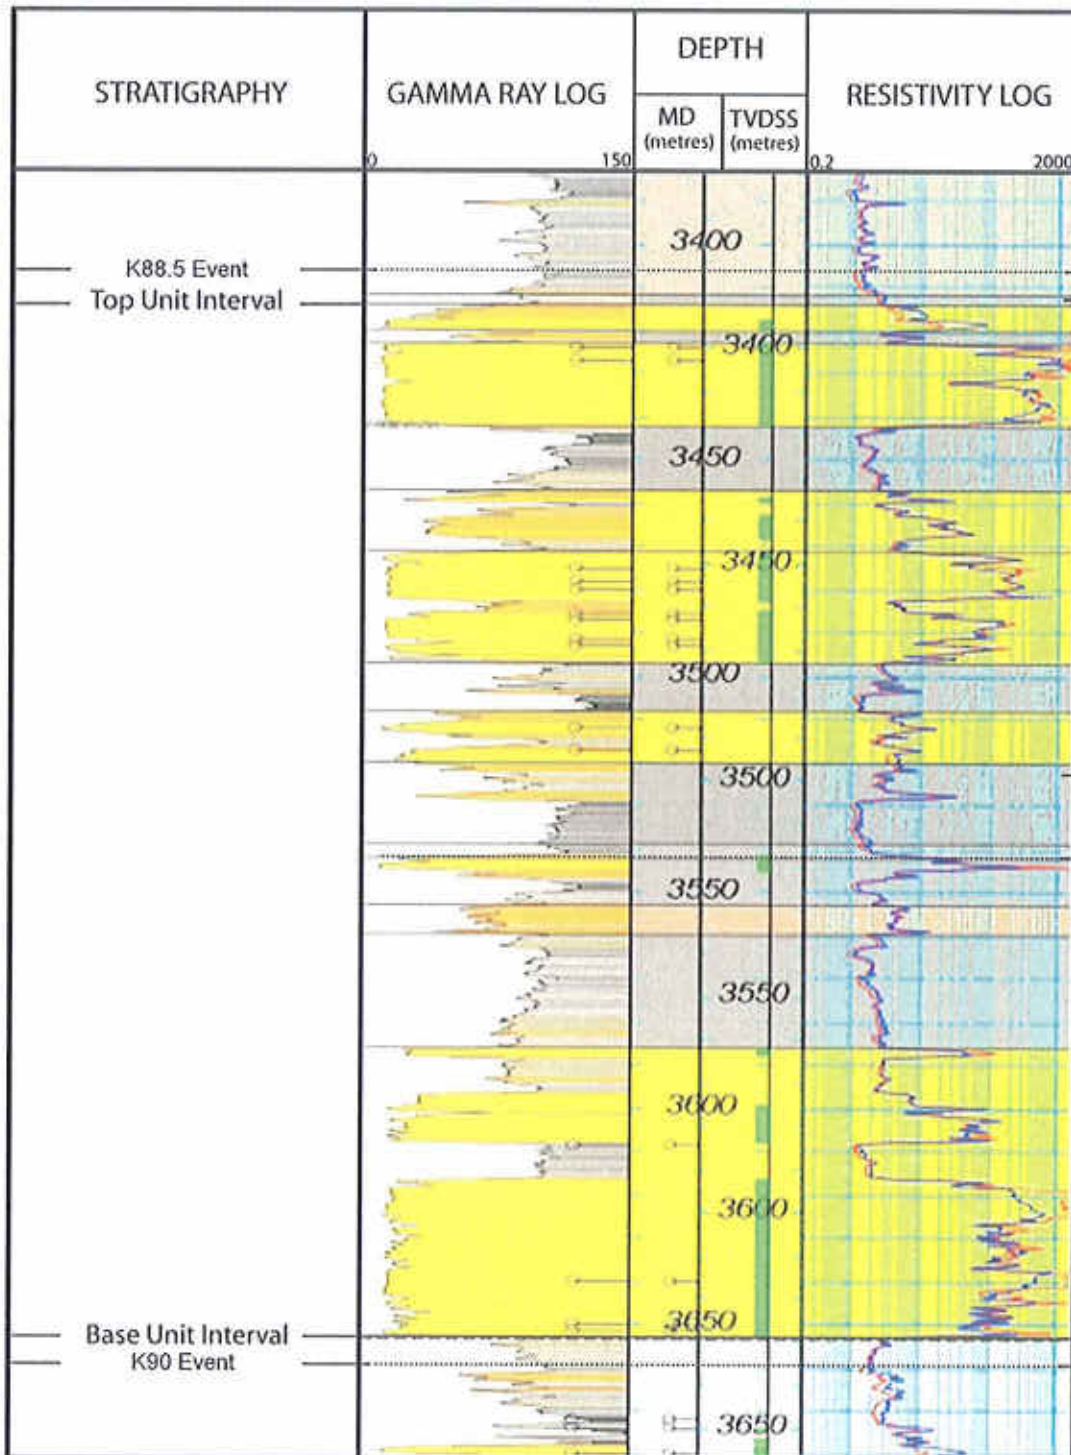 STRATIGRAPHY
GAMMA RAY LOG
DEPTH
RESISTIVITY LOG
MD
(metres)
TVDSS
(metres)
0
150
0.2
2000
3400
K88.5 Event
Top Unit Interval
3400
3450
3450
3500
3500
3550
3550
3600
3600
3650
Base Unit Interval
K90 Event
3650